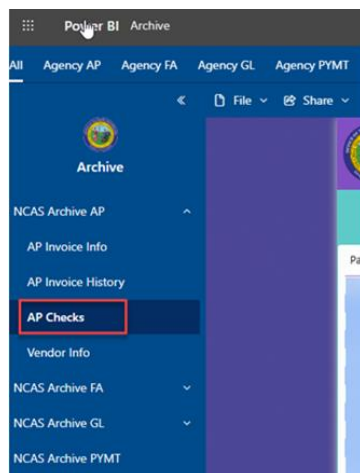 Power BI Archive
All Agency AP Agency FA Agency GL Agency PYMT
File Share
Archive
NCAS Archive AP
AP Invoice Info
AP Invoice History
AP Checks
Vendor Info
NCAS Archive FA
NCAS Archive GL
NCAS Archive PYMT